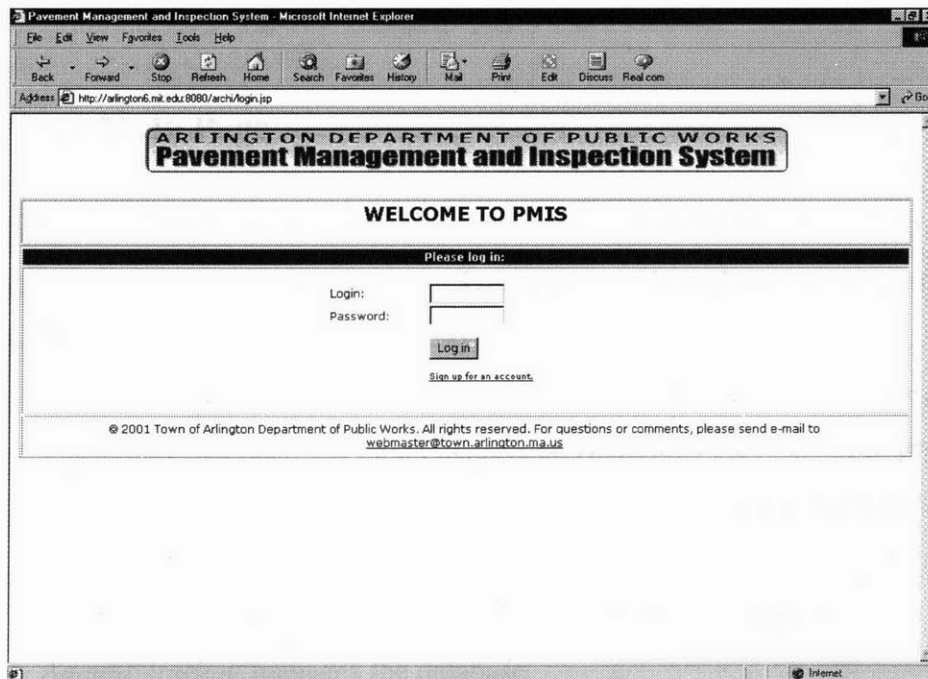 Pavement Management and Inspection System - Microsoft Internet Explorer
File Edit View Favorites Tools Help
Back Forward Stop Refresh Home Search Favorites History Mail Print Edit Discuss Real.com
Address http://arlington6.mit.edu:8080/archi/login.jsp Go
ARLINGTON DEPARTMENT OF PUBLIC WORKS
Pavement Management and Inspection System
WELCOME TO PMIS
Please log in:
Login:
Password:
Log in
Sign up for an account.
© 2001 Town of Arlington Department of Public Works. All rights reserved. For questions or comments, please send e-mail to
webmaster@town.arlington.ma.us
Internet